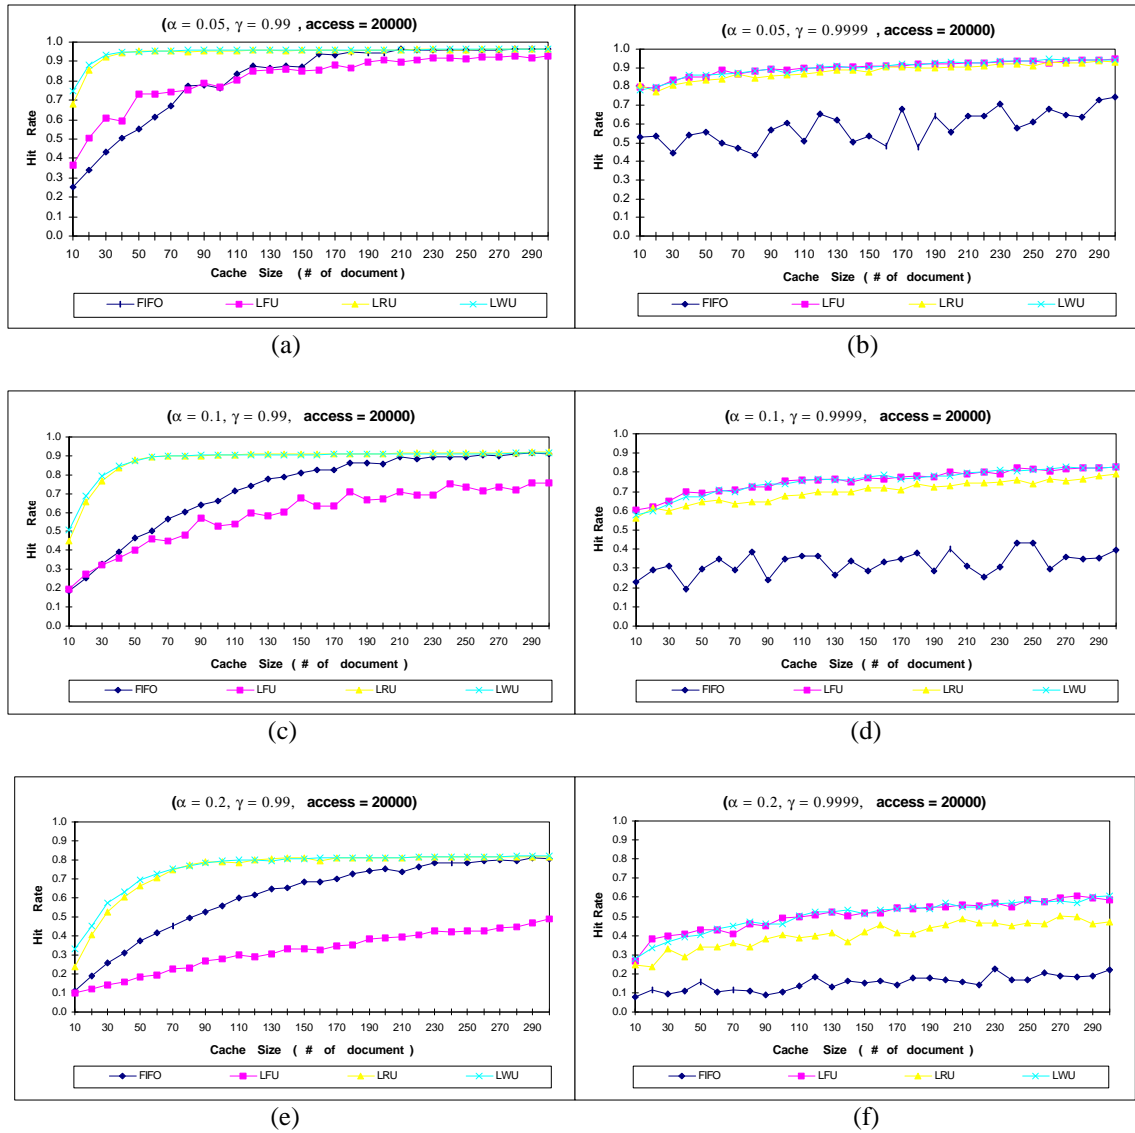 (α = 0.05, γ = 0.99 , access = 20000)
1.0
0.9
0.8
0.7
0.6
0.5
0.4
0.3
0.2
0.1
0.0
Hit Rate
10 30 50 70 90 110 130 150 170 190 210 230 250 270 290
Cache Size ( # of document)
FIFO LFU LRU LWU
(a)
(α = 0.05, γ = 0.9999 , access = 20000)
1.0
0.9
0.8
0.7
0.6
0.5
0.4
0.3
0.2
0.1
0.0
Hit Rate
10 30 50 70 90 110 130 150 170 190 210 230 250 270 290
Cache Size ( # of document)
FIFO LFU LRU LWU
(b)
(α = 0.1, γ = 0.99, access = 20000)
1.0
0.9
0.8
0.7
0.6
0.5
0.4
0.3
0.2
0.1
0.0
Hit Rate
10 30 50 70 90 110 130 150 170 190 210 230 250 270 290
Cache Size ( # of document )
FIFO LFU LRU LWU
(c)
(α = 0.1, γ = 0.9999, access = 20000)
1.0
0.9
0.8
0.7
0.6
0.5
0.4
0.3
0.2
0.1
0.0
Hit Rate
10 30 50 70 90 110 130 150 170 190 210 230 250 270 290
Cache Size ( # of document )
FIFO LFU LRU LWU
(d)
(α = 0.2, γ = 0.99, access = 20000)
1.0
0.9
0.8
0.7
0.6
0.5
0.4
0.3
0.2
0.1
0.0
Hit Rate
10 30 50 70 90 110 130 150 170 190 210 230 250 270 290
Cache Size ( # of document )
FIFO LFU LRU LWU
(e)
(α = 0.2, γ = 0.9999, access = 20000)
1.0
0.9
0.8
0.7
0.6
0.5
0.4
0.3
0.2
0.1
0.0
Hit Rate
10 30 50 70 90 110 130 150 170 190 210 230 250 270 290
Cache Size ( # of document )
FIFO LFU LRU LWU
(f)